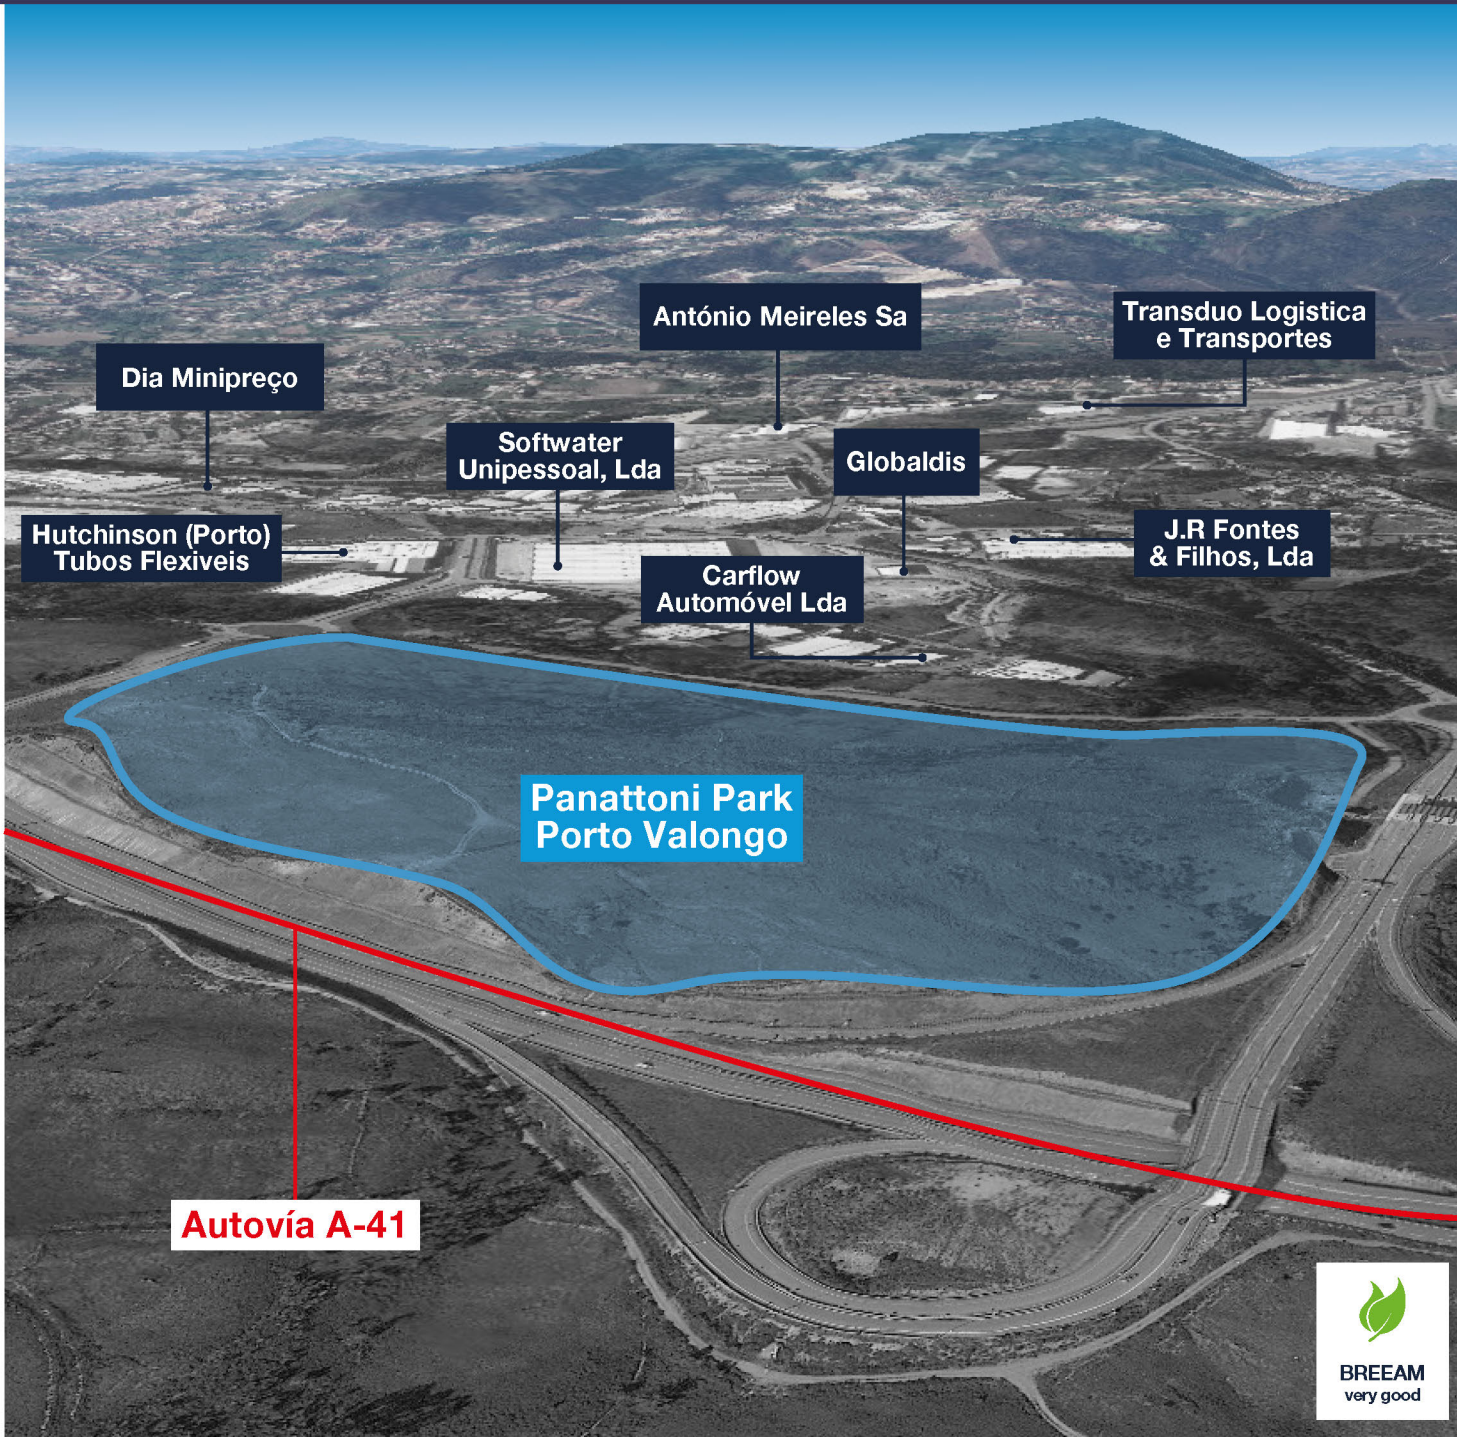 António Meireles Sa
Transduo Logistica
e Transportes
Dia Minipreço
Softwater
Unipessoal, Lda
Globaldis
Hutchinson (Porto)
Tubos Flexiveis
J.R Fontes
& Filhos, Lda
Carflow
Automóvel Lda
Panattoni Park
Porto Valongo
Autovía A-41
BREEAM
very good